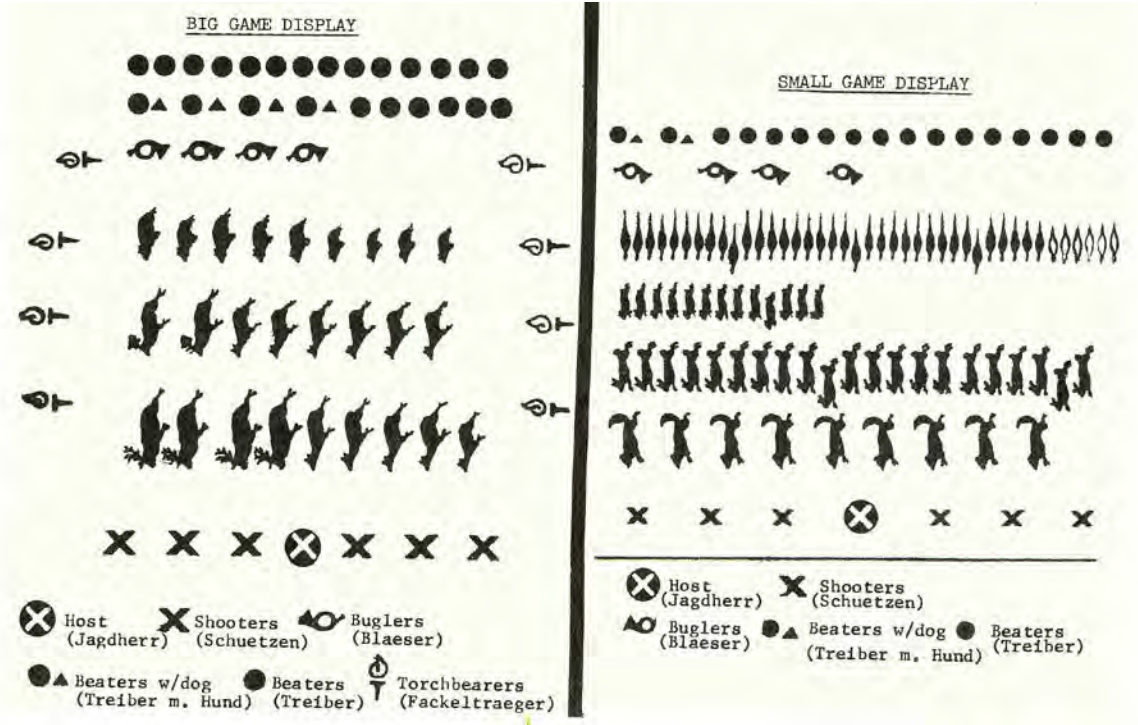 BIG GAME DISPLAY
Host
(Jagdherr)
Shooters
(Schuetzen)
Buglers
(Blaeser)
Beaters w/dog
(Treiber m. Hund)
Beaters
(Treiber)
Torchbearers
(Fackeltraeger)
SMALL GAME DISPLAY
Host
(Jagdherr)
Shooters
(Schuetzen)
Buglers
(Blaeser)
Beaters w/dog
(Treiber m. Hund)
Beaters
(Treiber)